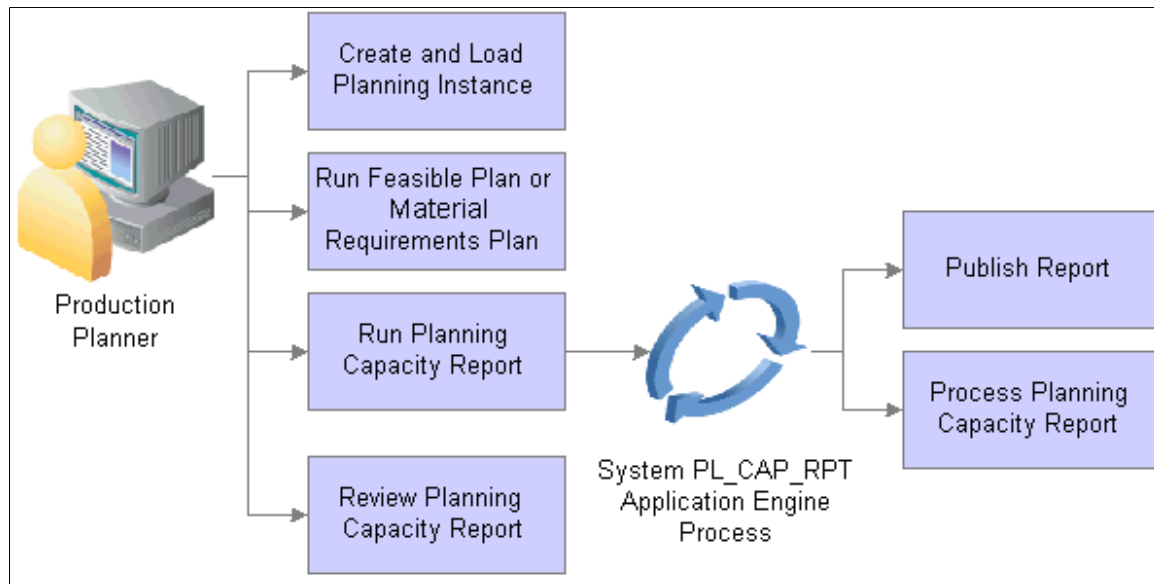 Create and Load
Planning Instance
Run Feasible Plan or
Material
Requirements Plan
Production
Planner
Run Planning
Capacity Report
Review Planning
Capacity Report
System PL_CAP_RPT
Application Engine
Process
Publish Report
Process Planning
Capacity Report